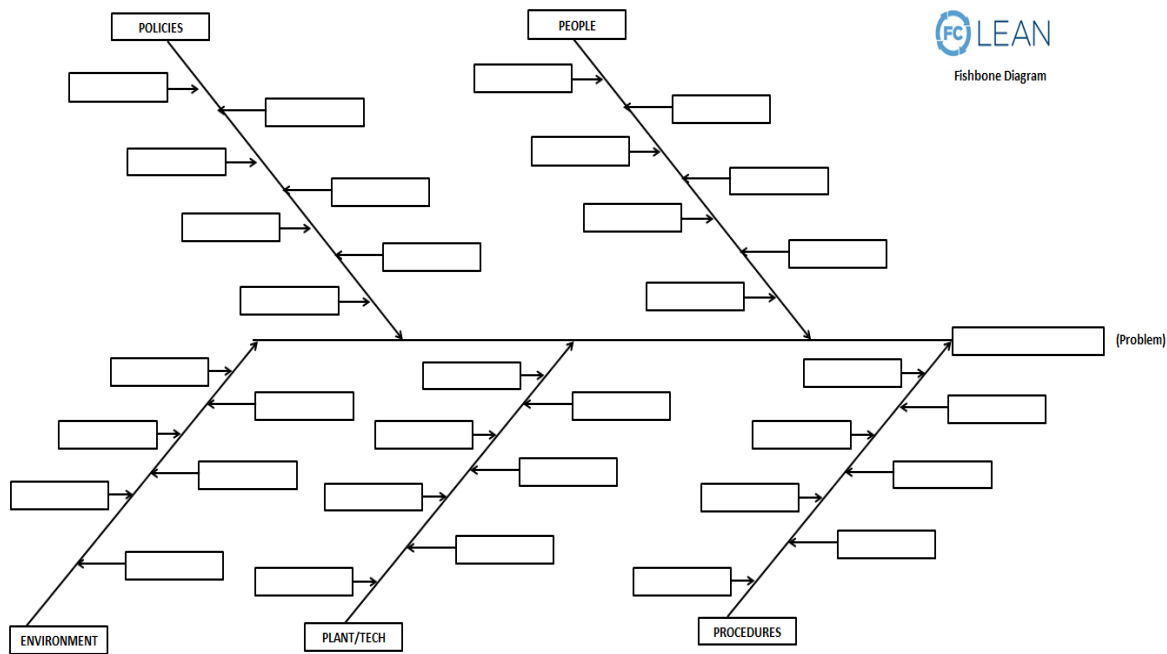 POLICIES
PEOPLE
FC LEAN
Fishbone Diagram
(Problem)
ENVIRONMENT
PLANT/TECH
PROCEDURES